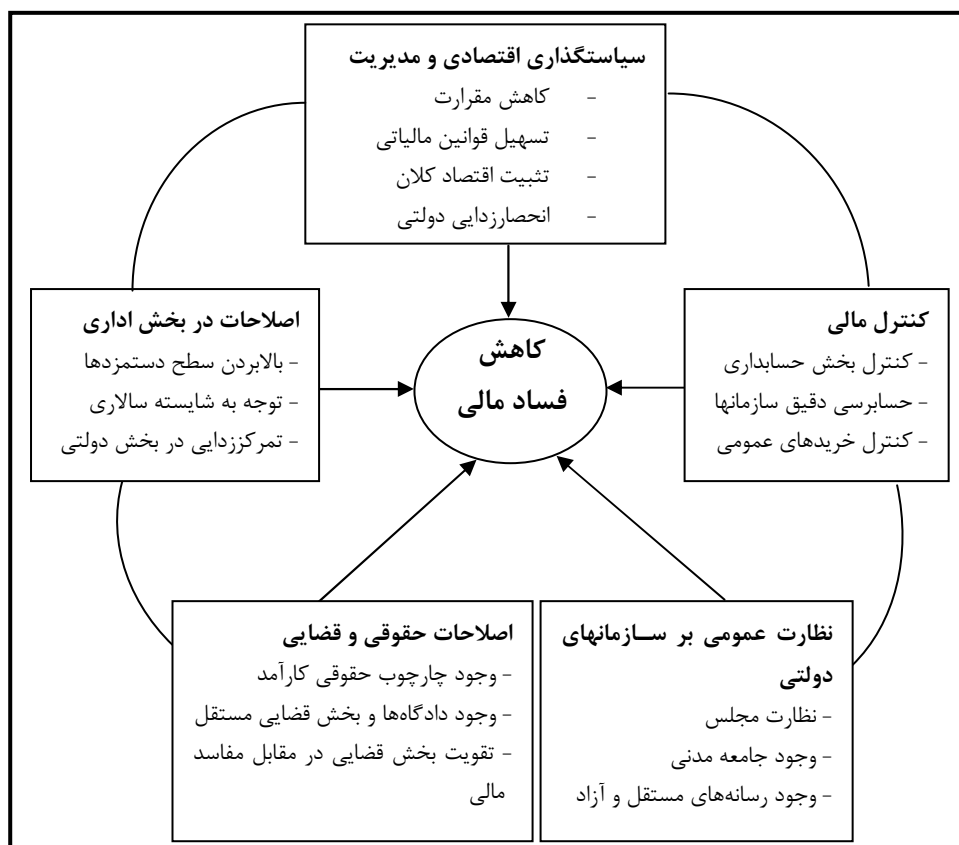 سیاستگذاری اقتصادی و مدیریت
- کاهش مقرارت
- تسهیل قوانین مالیاتی
- تثبیت اقتصاد کلان
- انحصارزدایی دولتی
کنترل مالی
- کنترل بخش حسابداری
- حسابرسی دقیق سازمانها
- کنترل خریدهای عمومی
کاهش
فساد مالی
اصلاحات در بخش اداری
- بالابردن سطح دستمزدها
- توجه به شایسته سالاری
- تمرکززدایی در بخش دولتی
نظارت عمومی بر ســازمانهای
دولتی
- نظارت مجلس
- وجود جامعه مدنی
- وجود رسانه‌های مستقل و آزاد
اصلاحات حقوقی و قضایی
- وجود چارچوب حقوقی کارآمد
- وجود دادگاه‌ها و بخش قضایی مستقل
- تقویت بخش قضایی در مقابل مفاسد
مالی